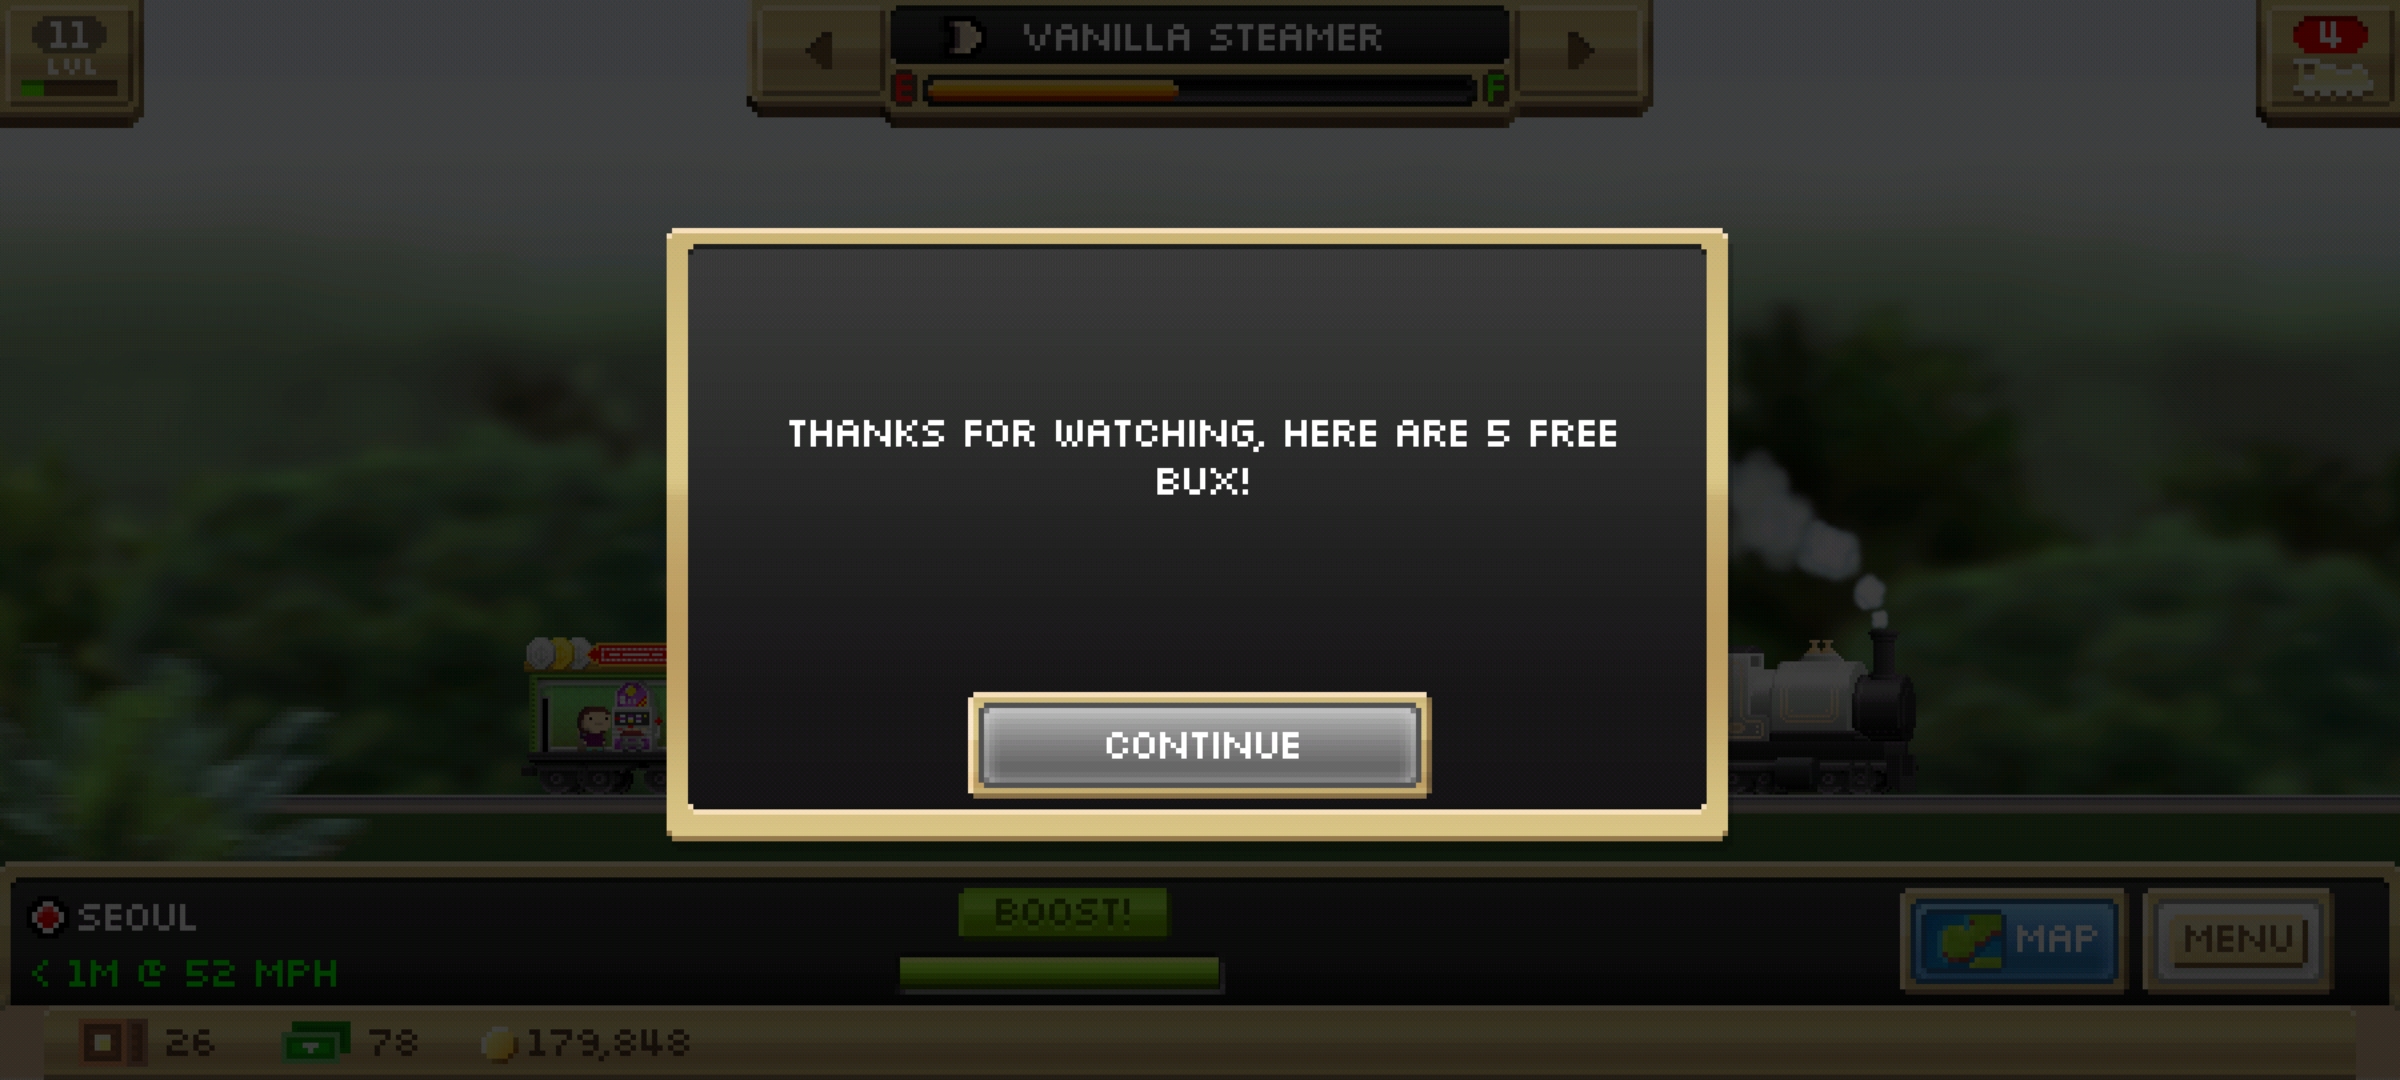 11
LVL
VANILLA STEAMER
E F
4
THANKS FOR WATCHING, HERE ARE 5 FREE
BUX!
CONTINUE
SEOUL
< 1M @ 52 MPH
BOOST!
MAP
MENU
26
78
179,848